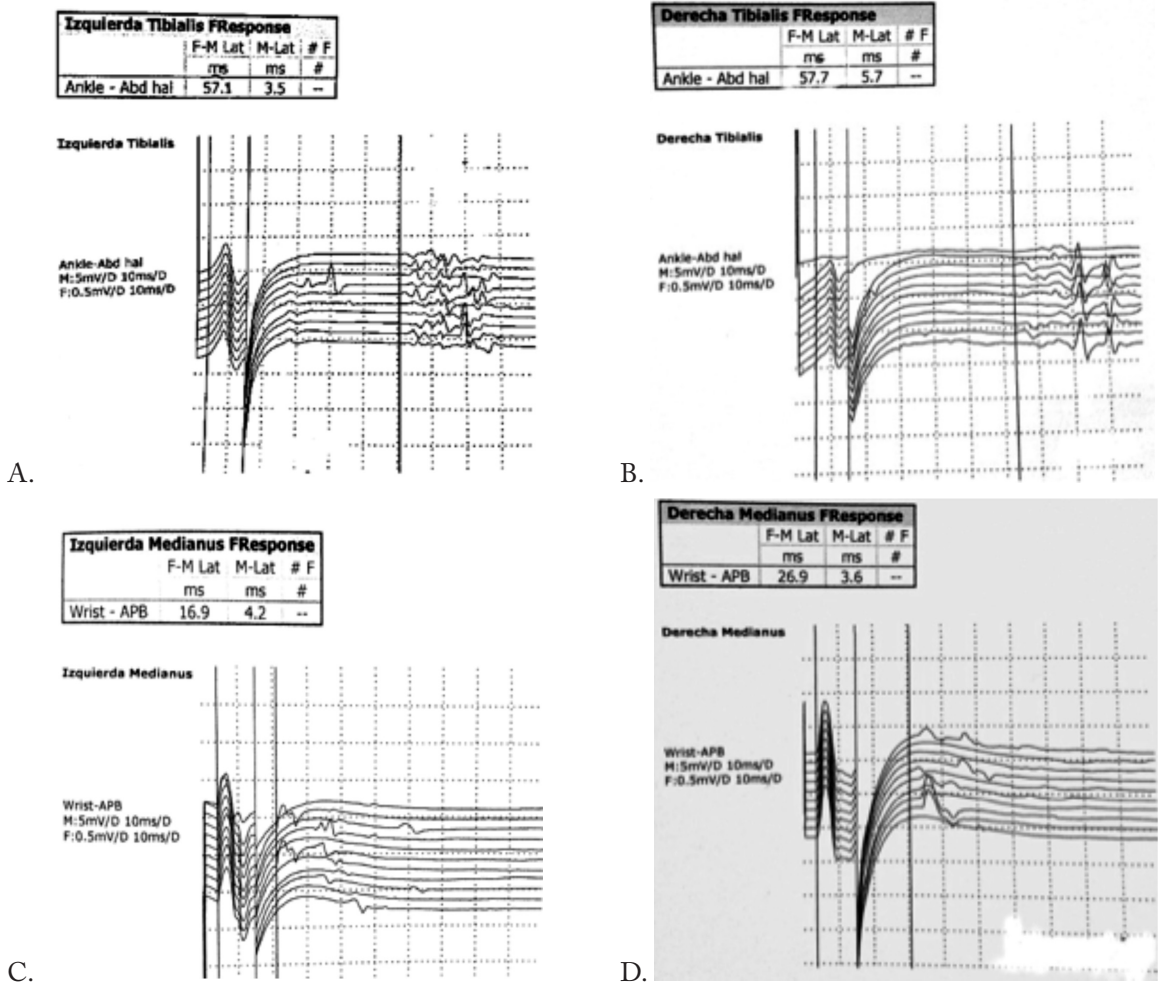 Izquierda Tibialis FResponse
F-M Lat M-Lat # F
ms ms #
Ankle - Abd hal 57.1 3.5 --
Izquierda Tibialis
Ankle-Abd hal
M:5mV/D 10ms/D
F:0.5mV/D 10ms/D
A.
Derecha Tibialis FResponse
F-M Lat M-Lat # F
ms ms #
Ankle - Abd hal 57.7 5.7 --
Derecha Tibialis
Ankle-Abd hal
M:5mV/D 10ms/D
F:0.5mV/D 10ms/D
B.
Izquierda Medianus FResponse
F-M Lat M-Lat # F
ms ms #
Wrist - APB 16.9 4.2 --
Izquierda Medianus
Wrist-APB
M:5mV/D 10ms/D
F:0.5mV/D 10ms/D
C.
Derecha Medianus FResponse
F-M Lat M-Lat # F
ms ms #
Wrist - APB 26.9 3.6 --
Derecha Medianus
Wrist-APB
M:5mV/D 10ms/D
F:0.5mV/D 10ms/D
D.